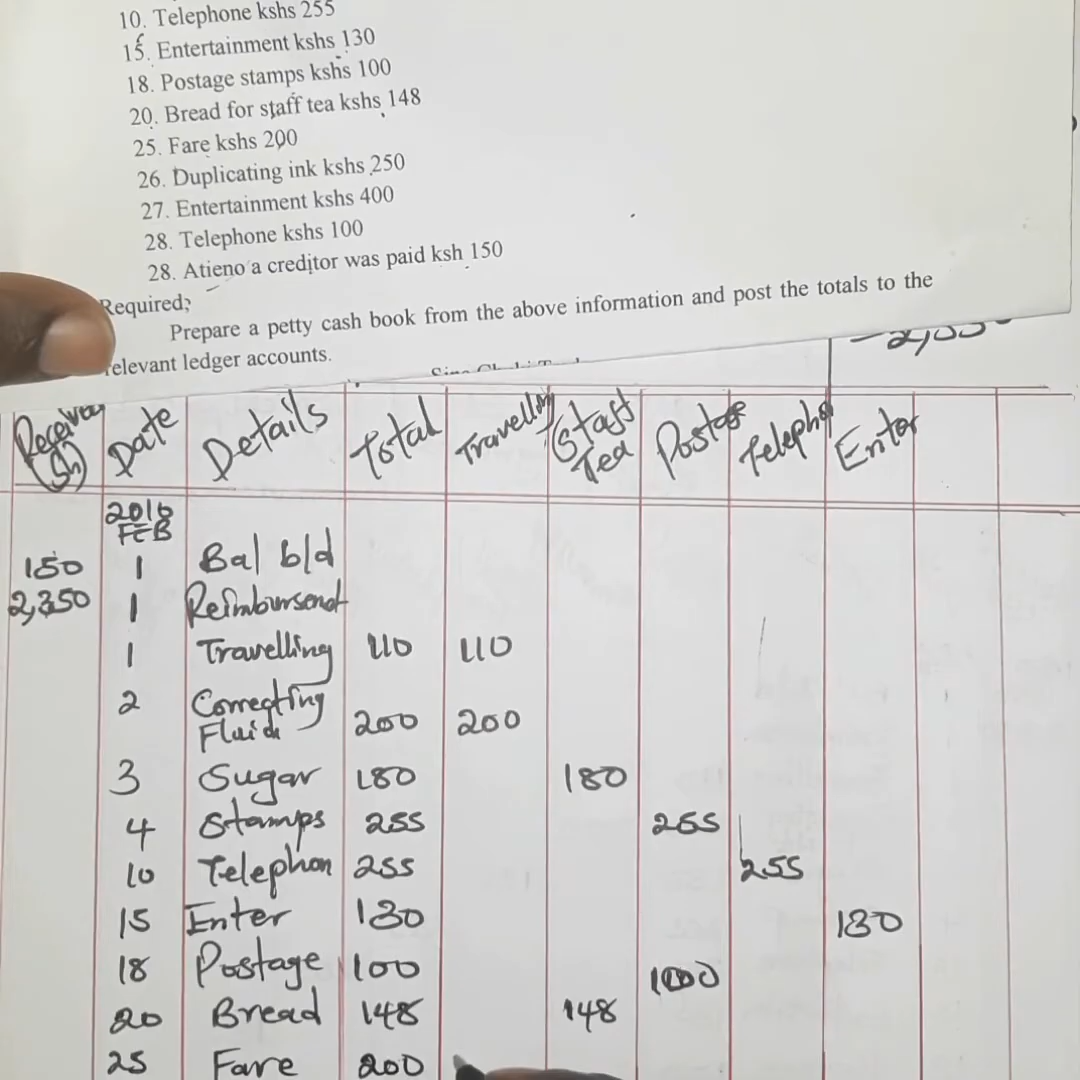 10. Telephone kshs 255
15. Entertainment kshs 130
18. Postage stamps kshs 100
20. Bread for staff tea kshs 148
25. Fare kshs 200
26. Duplicating ink kshs 250
27. Entertainment kshs 400
28. Telephone kshs 100
28. Atieno a creditor was paid ksh 150
Required;
Prepare a petty cash book from the above information and post the totals to the
relevant ledger accounts.
(Sh) Date Details Total Travelling Staff Tea Postage Teleph Enter
2016
FEB
150 1 Bal b/d
2,350 1
1 Travelling 110 110
2 Correcting
Fluid 200 200
3 Sugar 180 180
4 Stamps 255 255
10 Telephon 255 255
15 Enter 130 130
18 Postage 100 100
20 Bread 148 148
25 Fare 200